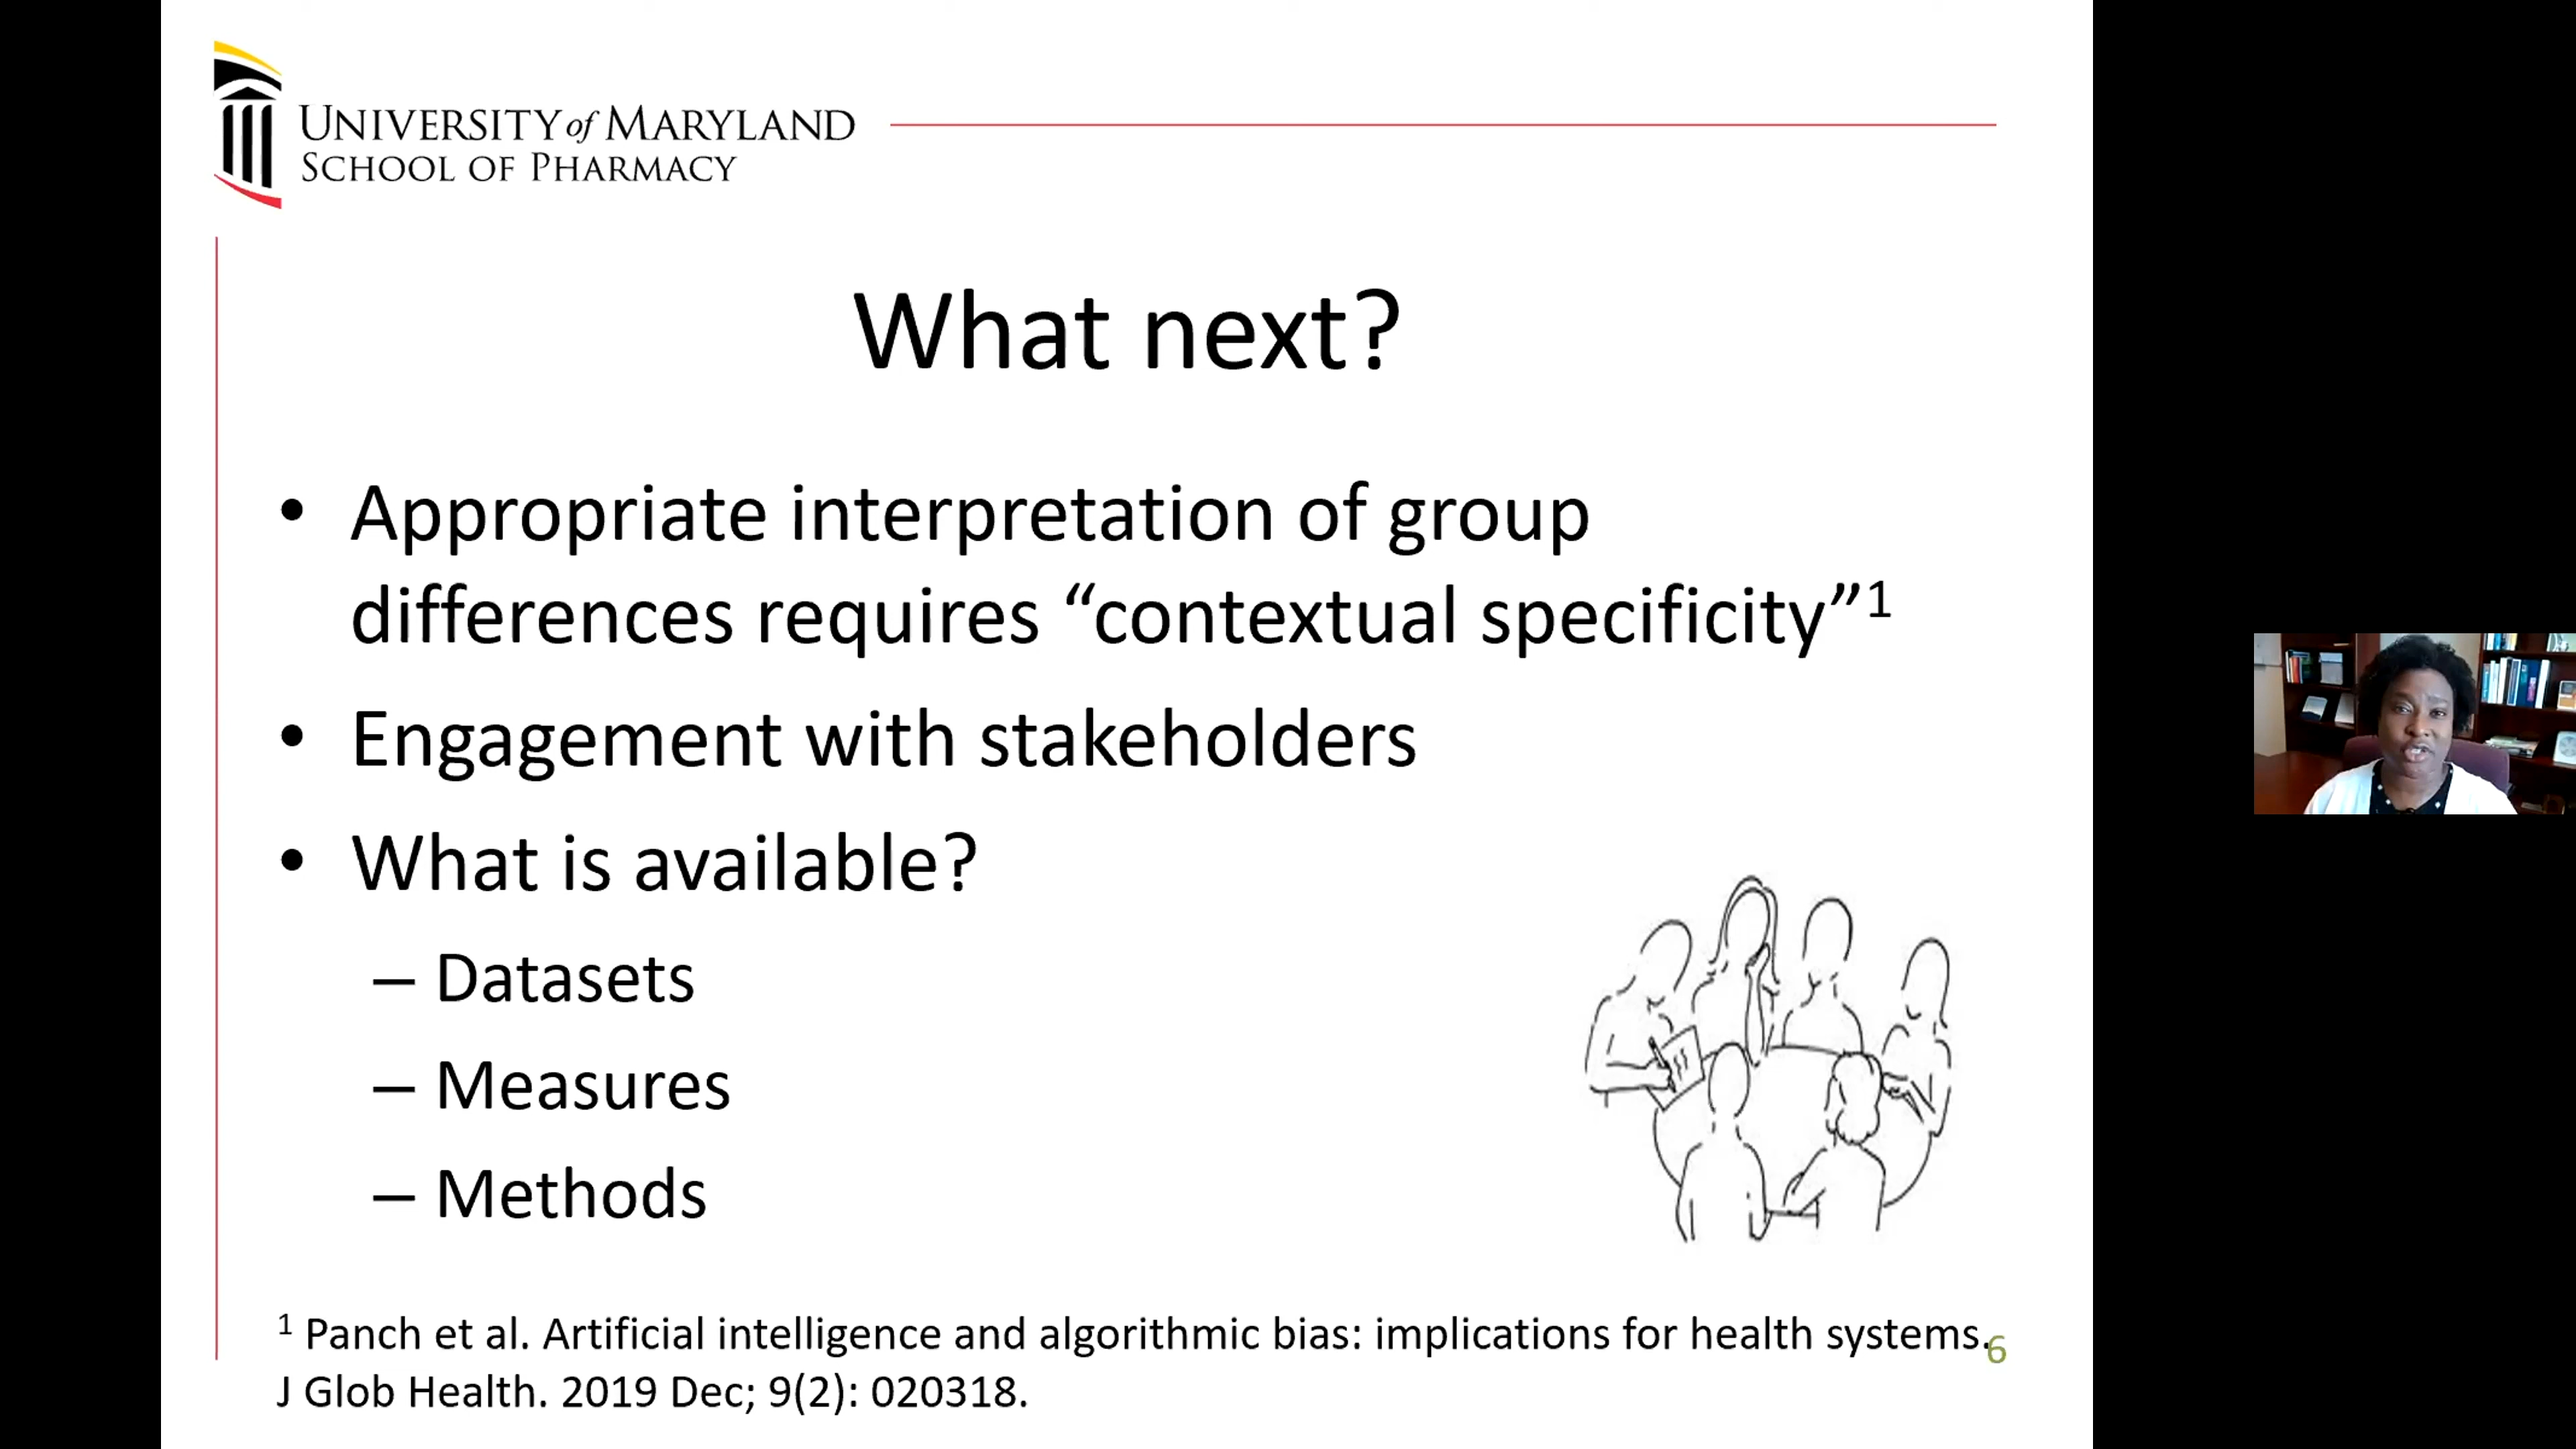 UNIVERSITY of MARYLAND
SCHOOL OF PHARMACY
What next?
• Appropriate interpretation of group
differences requires “contextual specificity”¹
• Engagement with stakeholders
• What is available?
– Datasets
– Measures
– Methods
¹ Panch et al. Artificial intelligence and algorithmic bias: implications for health systems.
J Glob Health. 2019 Dec; 9(2): 020318.
6